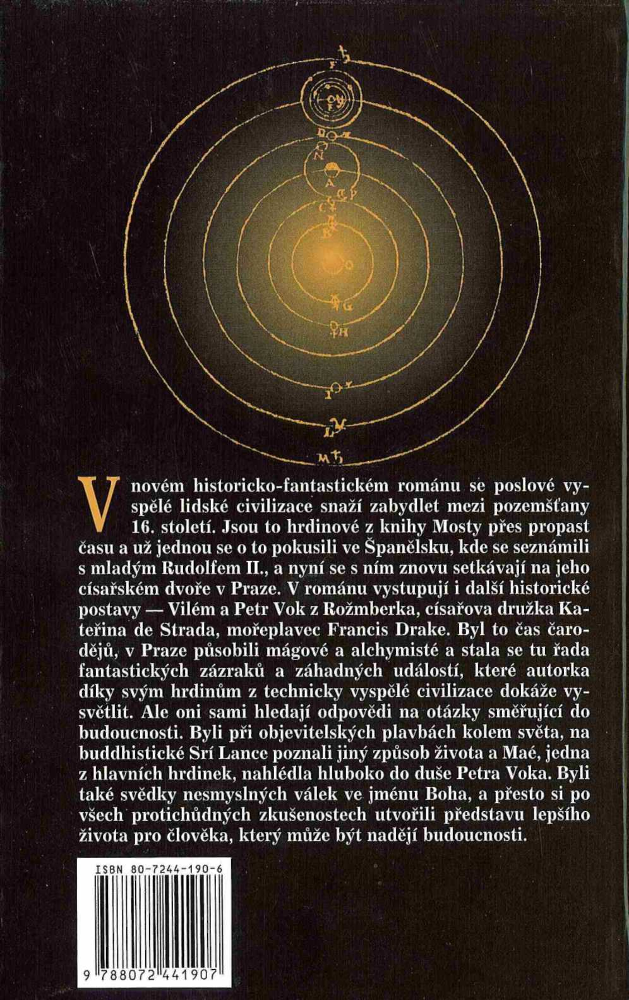 F
E
D
N
A
C
B
G
H
I
L
M
V novém historicko-fantastickém románu se poslové vy-
spělé lidské civilizace snaží zabydlet mezi pozemšťany
16. století. Jsou to hrdinové z knihy Mosty přes propast
času a už jednou se o to pokusili ve Španělsku, kde se seznámili
s mladým Rudolfem II., a nyní se s ním znovu setkávají na jeho
císařském dvoře v Praze. V románu vystupují i další historické
postavy — Vilém a Petr Vok z Rožmberka, císařova družka Ka-
teřina de Strada, mořeplavec Francis Drake. Byl to čas čaro-
dějů, v Praze působili mágové a alchymisté a stala se tu řada
fantastických zázraků a záhadných událostí, které autorka
díky svým hrdinům z technicky vyspělé civilizace dokáže vy-
světlit. Ale oni sami hledají odpovědi na otázky směřující do
budoucnosti. Byli při objevitelských plavbách kolem světa, na
buddhistické Srí Lance poznali jiný způsob života a Maé, jedna
z hlavních hrdinek, nahlédla hluboko do duše Petra Voka. Byli
také svědky nesmyslných válek ve jménu Boha, a přesto si po
všech protichůdných zkušenostech utvořili představu lepšího
života pro člověka, který může být nadějí budoucnosti.
ISBN 80-7244-190-6
9 788072 441907